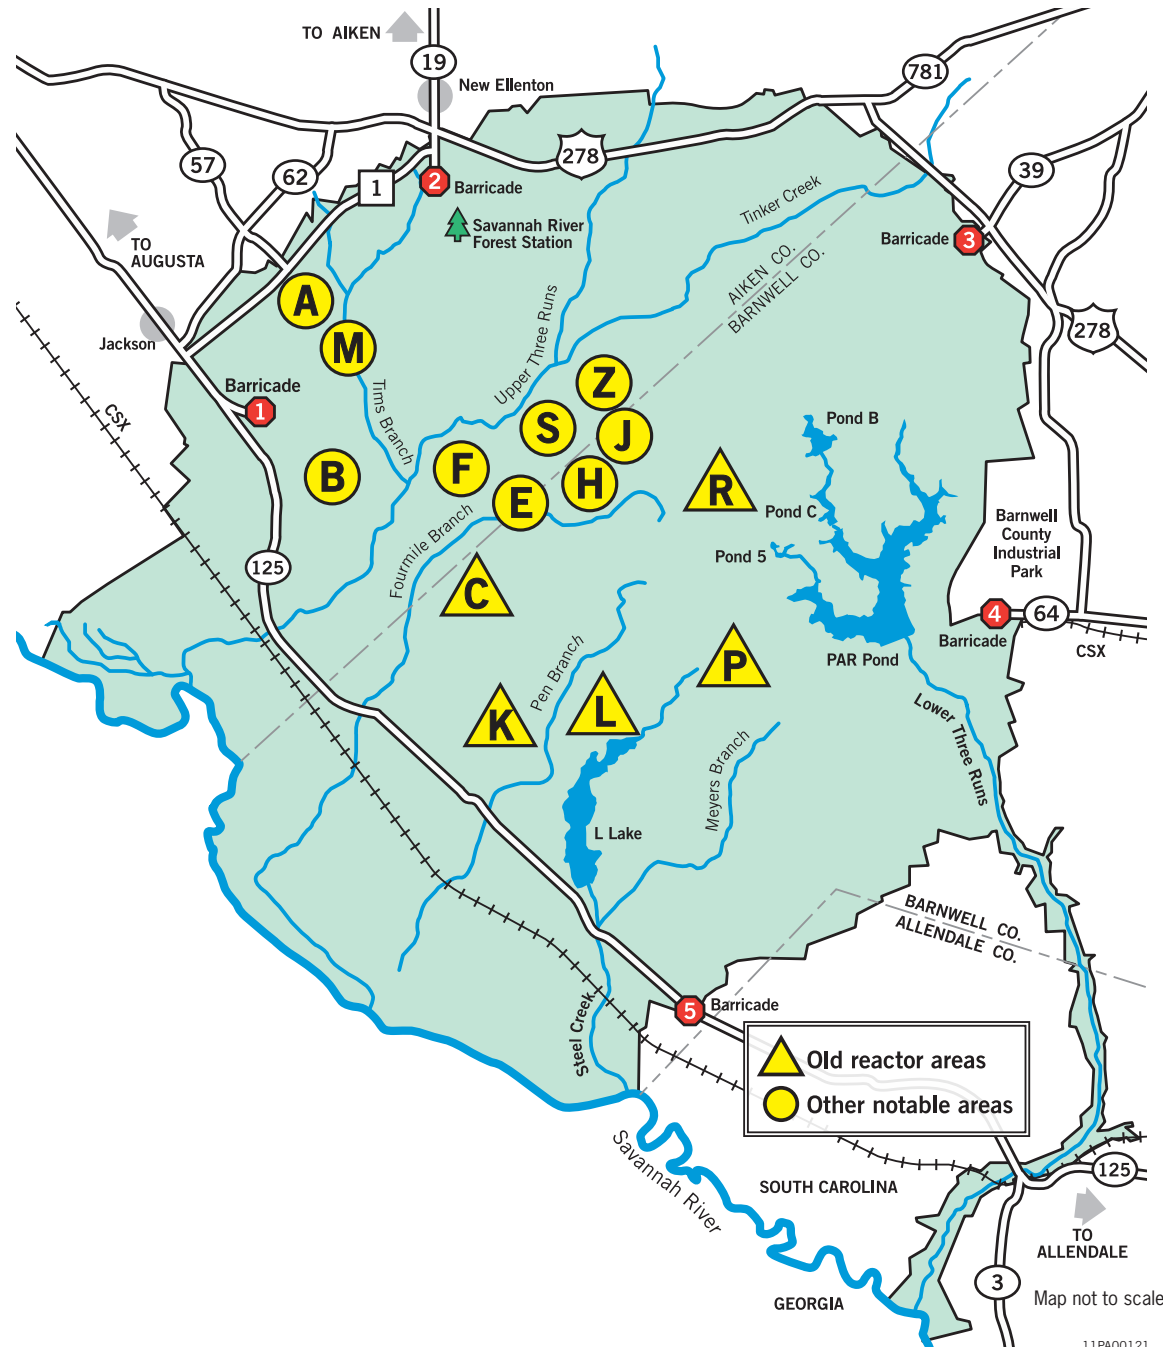 TO AIKEN
19
New Ellenton
781
278
57
62
1
2
Barricade
39
Savannah River
Forest Station
Tinker Creek
Barricade
3
TO
AUGUSTA
AIKEN CO.
BARNWELL CO.
A
M
Jackson
Upper Three Runs
278
Barricade
1
CSX
Tims Branch
Z
S
J
Pond B
B
F
E
H
R
Pond C
Fourmile Branch
Barnwell
County
Industrial
Park
Pond 5
125
C
4
64
Barricade
CSX
PAR Pond
P
Pen Branch
K
L
Lower Three Runs
Meyers Branch
L Lake
BARNWELL CO.
ALLENDALE CO.
5
Barricade
Steel Creek
Old reactor areas
Other notable areas
Savannah River
SOUTH CAROLINA
125
TO
ALLENDALE
3
GEORGIA
Map not to scale
11PA00121